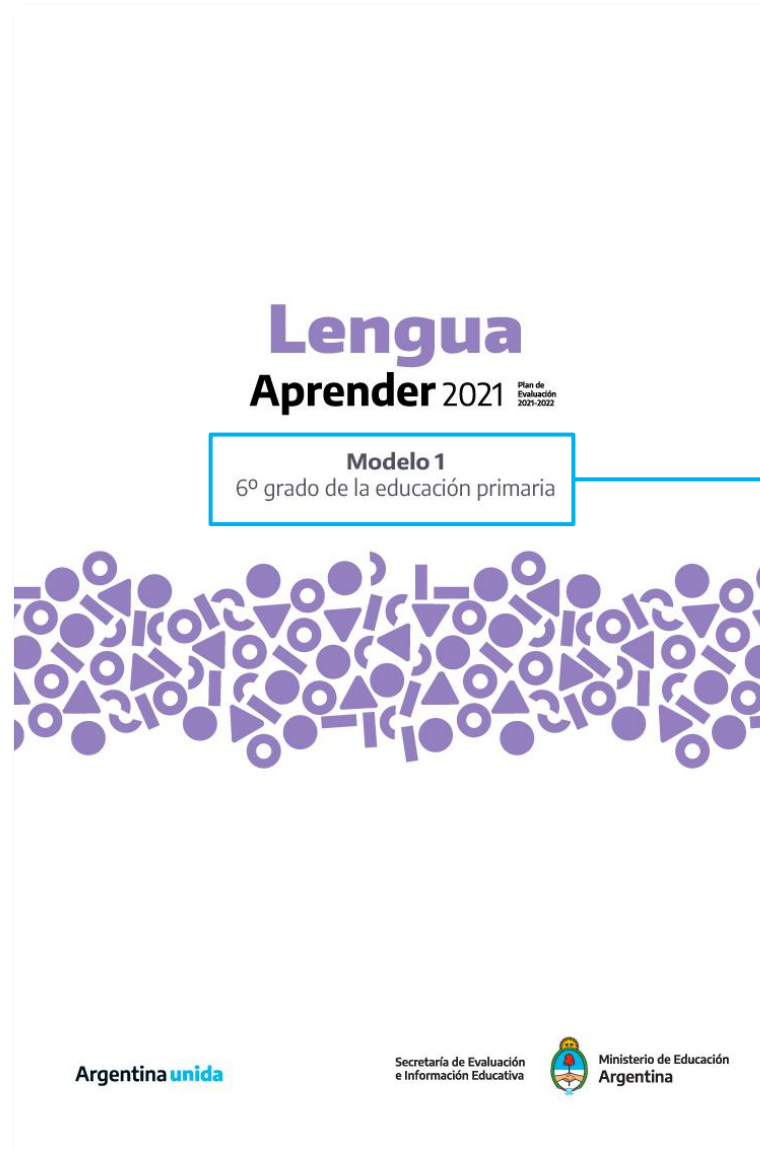 Lengua
Aprender 2021 Plan de
Evaluación
2021-2022
Modelo 1
6º grado de la educación primaria
Argentina unida
Secretaría de Evaluación
e Información Educativa
Ministerio de Educación
Argentina